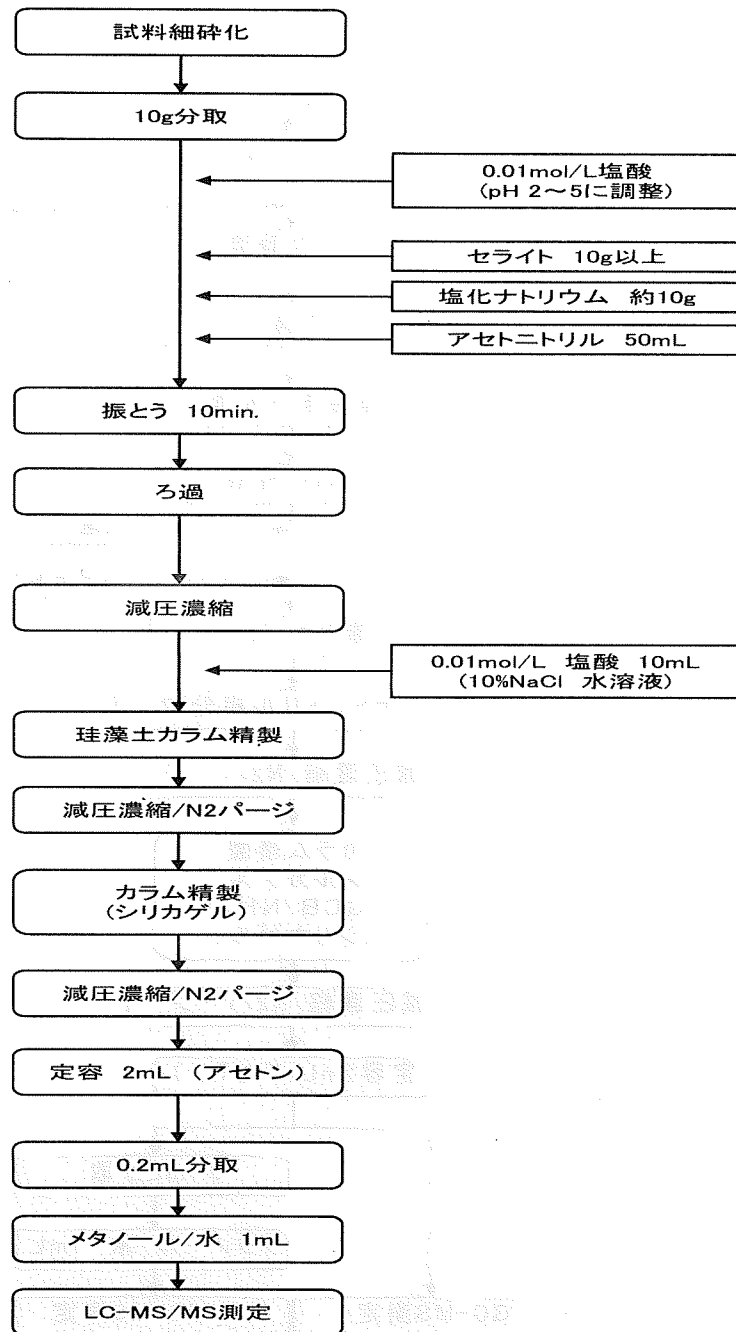 試料細砕化
10g分取
0.01mol/L塩酸
(pH 2～5に調整)
セライト 10g以上
塩化ナトリウム 約10g
アセトニトリル 50mL
振とう 10min.
ろ過
減圧濃縮
0.01mol/L 塩酸 10mL
(10%NaCl 水溶液)
珪藻土カラム精製
減圧濃縮/N2パージ
カラム精製
(シリカゲル)
減圧濃縮/N2パージ
定容 2mL (アセトン)
0.2mL分取
メタノール/水 1mL
LC-MS/MS測定